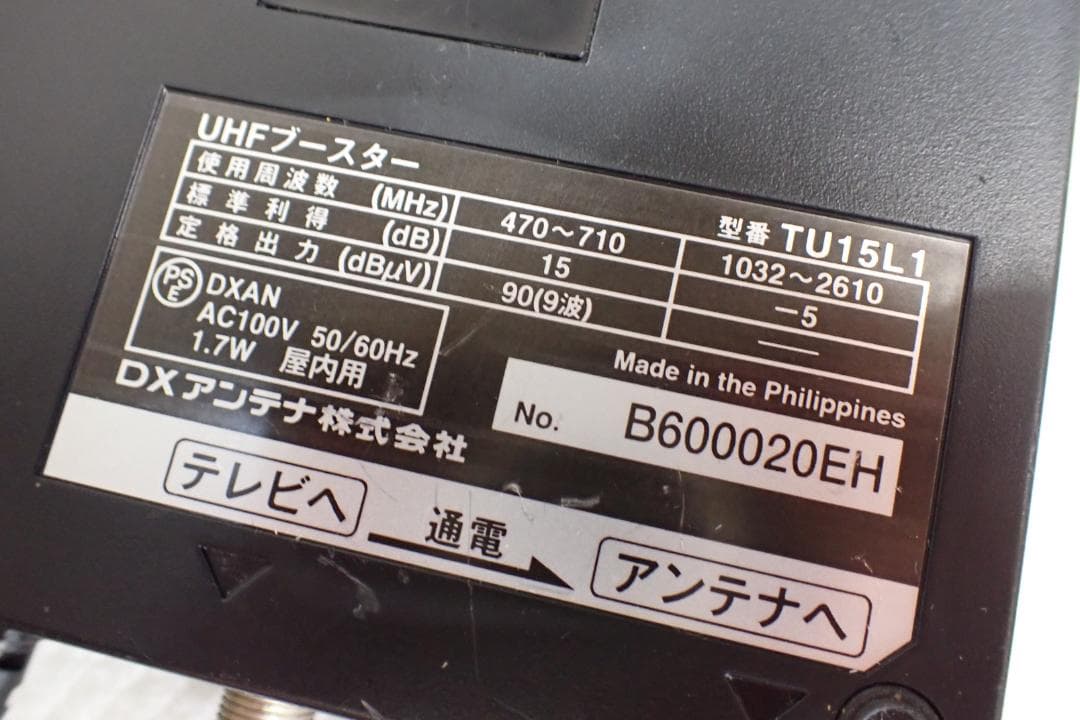 UHFブースター
型番 TU15L1
使用周波数 (MHz) 470～710 1032～2610
標準利得 (dB) 15 −5
定格出力 (dBμV) 90(9波) —
PS E DXAN
AC100V 50/60Hz
1.7W 屋内用
DXアンテナ株式会社
Made in the Philippines
No. B600020EH
テレビへ 通電 アンテナへ